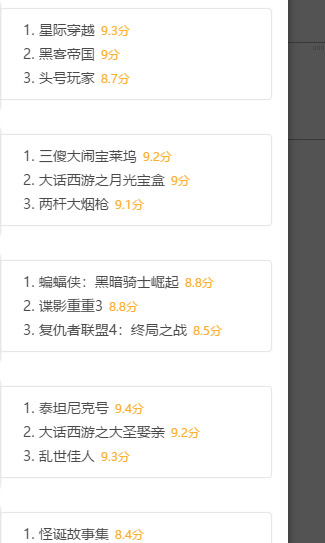 1. 星际穿越 9.3分
2. 黑客帝国 9分
3. 头号玩家 8.7分
1. 三傻大闹宝莱坞 9.2分
2. 大话西游之月光宝盒 9分
3. 两杆大烟枪 9.1分
1. 蝙蝠侠：黑暗骑士崛起 8.8分
2. 谍影重重3 8.8分
3. 复仇者联盟4：终局之战 8.5分
1. 泰坦尼克号 9.4分
2. 大话西游之大圣娶亲 9.2分
3. 乱世佳人 9.3分
1. 怪诞故事集 8.4分